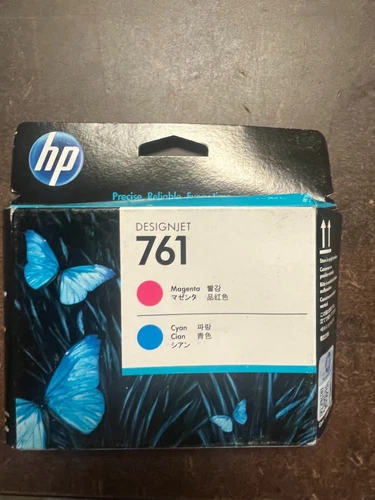 hp
Precise. Reliable.
DESIGNJET
761
Magenta 빨강
マゼンタ 品红色
Cyan 파랑
Cian 青色
シアン